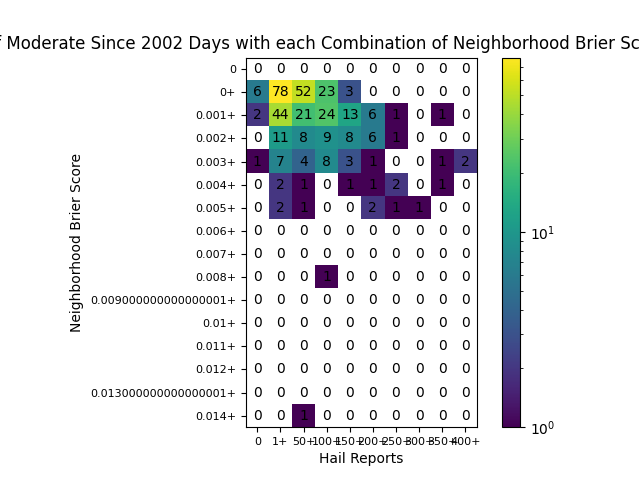 f Moderate Since 2002 Days with each Combination of Neighborhood Brier Sc
0 0 0 0 0 0 0 0 0 0 0
0+ 6 78 52 23 3 0 0 0 0 0
0.001+ 2 44 21 24 13 6 1 0 1 0
0.002+ 0 11 8 9 8 6 1 0 0 0
0.003+ 1 7 4 8 3 1 0 0 1 2
0.004+ 0 2 1 0 1 1 2 0 1 0
0.005+ 0 2 1 0 0 2 1 1 0 0
0.006+ 0 0 0 0 0 0 0 0 0 0
0.007+ 0 0 0 0 0 0 0 0 0 0
0.008+ 0 0 0 1 0 0 0 0 0 0
0.009000000000000001+ 0 0 0 0 0 0 0 0 0 0
0.01+ 0 0 0 0 0 0 0 0 0 0
0.011+ 0 0 0 0 0 0 0 0 0 0
0.012+ 0 0 0 0 0 0 0 0 0 0
0.013000000000000001+ 0 0 0 0 0 0 0 0 0 0
0.014+ 0 0 1 0 0 0 0 0 0 0
0 1+ 50+ 100+ 150+ 200+ 250+ 300+ 350+ 400+
Hail Reports
Neighborhood Brier Score
10^1
10^0